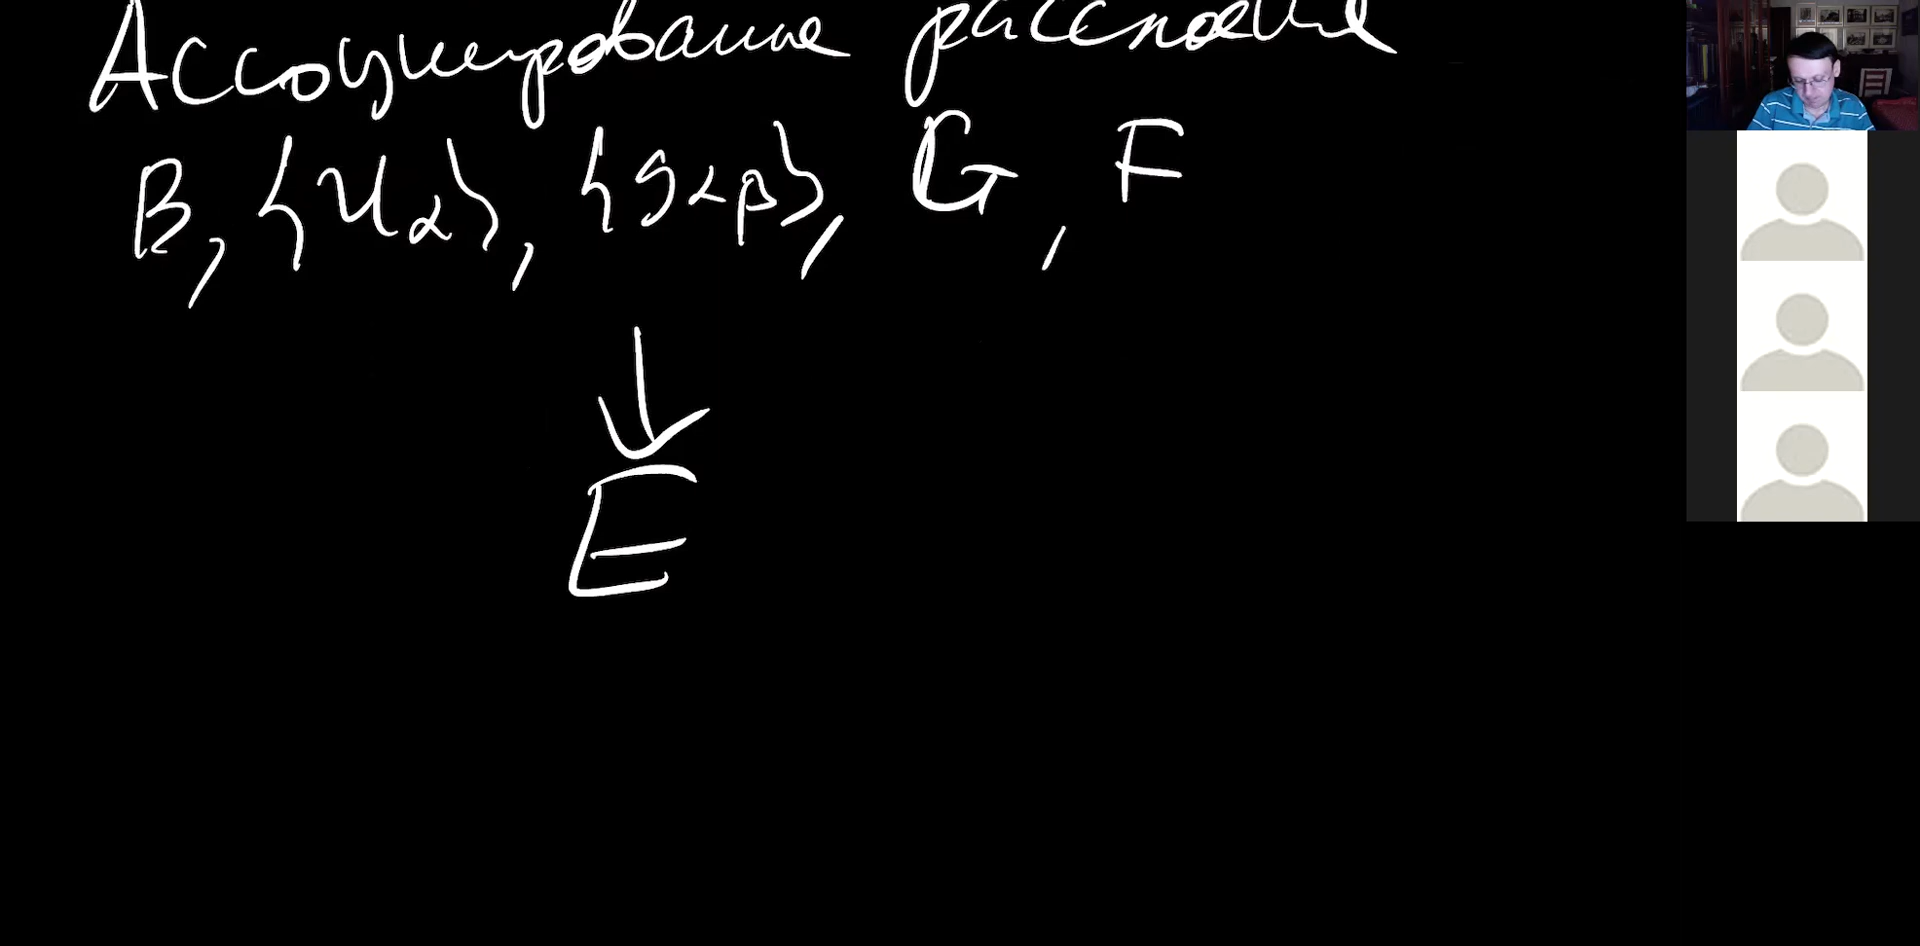 Ассоциированные расслоения
B, {U_α}, {g_αβ}, G, F
↓
E